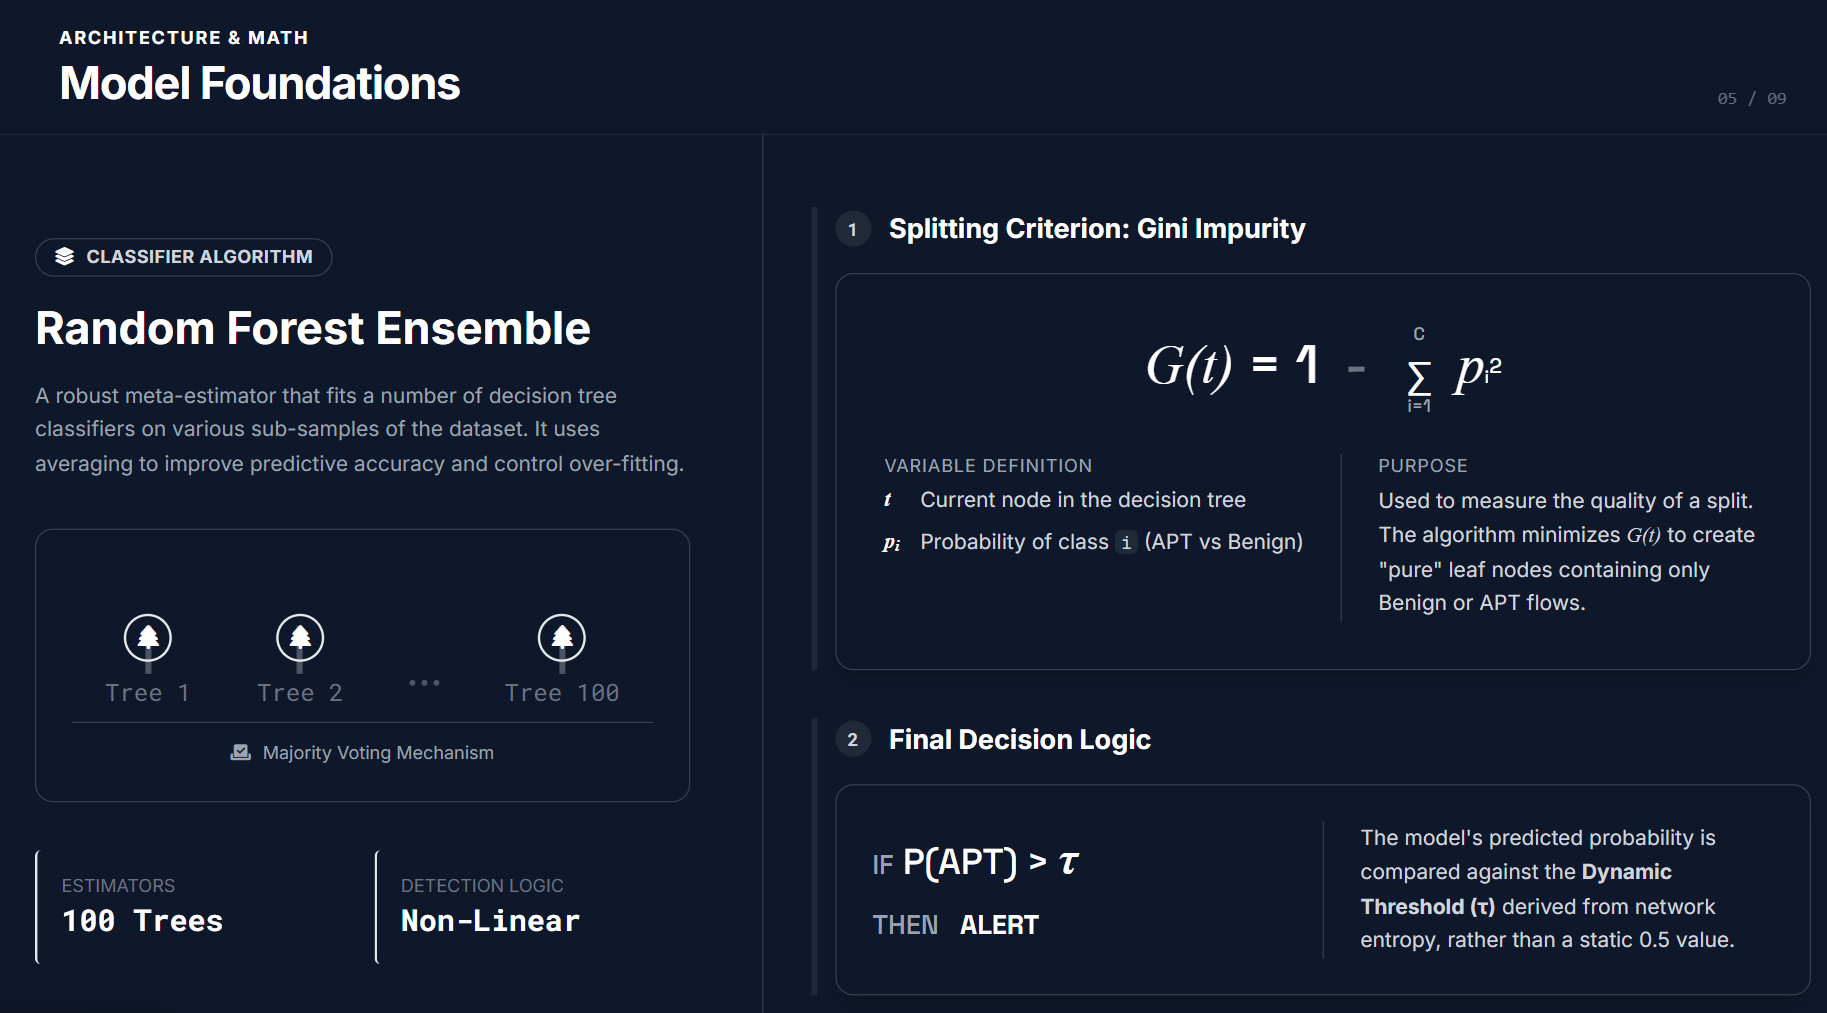 ARCHITECTURE & MATH
Model Foundations
05 / 09
CLASSIFIER ALGORITHM
Random Forest Ensemble
A robust meta-estimator that fits a number of decision tree
classifiers on various sub-samples of the dataset. It uses
averaging to improve predictive accuracy and control over-fitting.
Tree 1
Tree 2
...
Tree 100
Majority Voting Mechanism
ESTIMATORS
100 Trees
DETECTION LOGIC
Non-Linear
1 Splitting Criterion: Gini Impurity
G(t) = 1 - ∑ᵢ₌₁ᶜ pᵢ²
VARIABLE DEFINITION
t Current node in the decision tree
pᵢ Probability of class i (APT vs Benign)
PURPOSE
Used to measure the quality of a split.
The algorithm minimizes G(t) to create
"pure" leaf nodes containing only
Benign or APT flows.
2 Final Decision Logic
IF P(APT) > τ
THEN ALERT
The model's predicted probability is
compared against the Dynamic
Threshold (τ) derived from network
entropy, rather than a static 0.5 value.